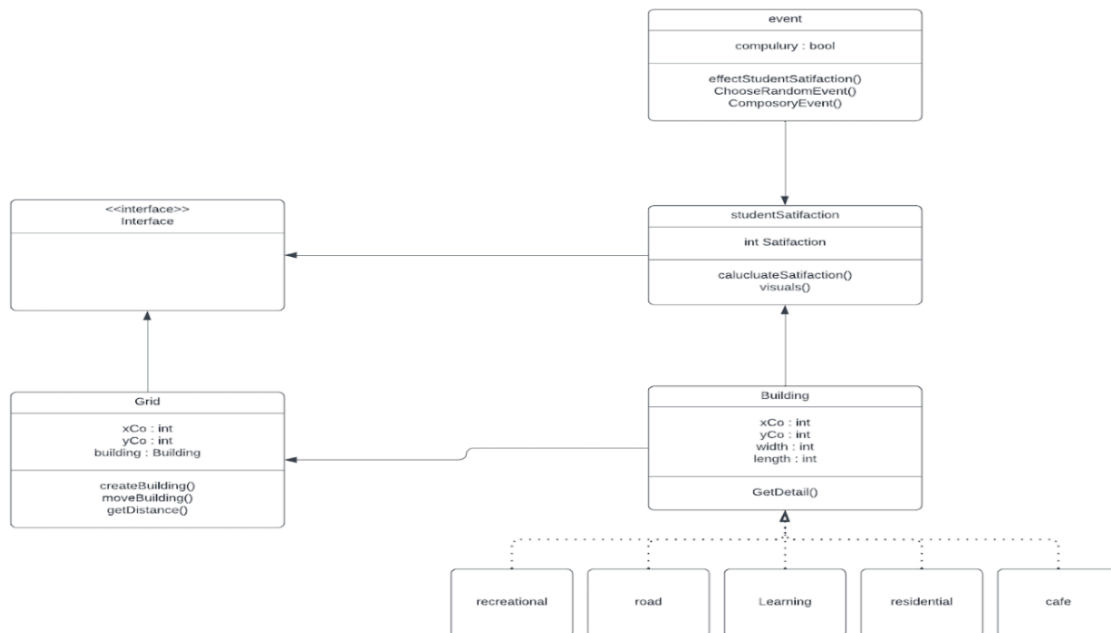 event
compulury : bool
effectStudentSatifaction()
ChooseRandomEvent()
ComposoryEvent()
<<interface>>
Interface
studentSatifaction
int Satifaction
calucluateSatifaction()
visuals()
Grid
xCo : int
yCo : int
building : Building
createBuilding()
moveBuilding()
getDistance()
Building
xCo : int
yCo : int
width : int
length : int
GetDetail()
recreational
road
Learning
residential
cafe